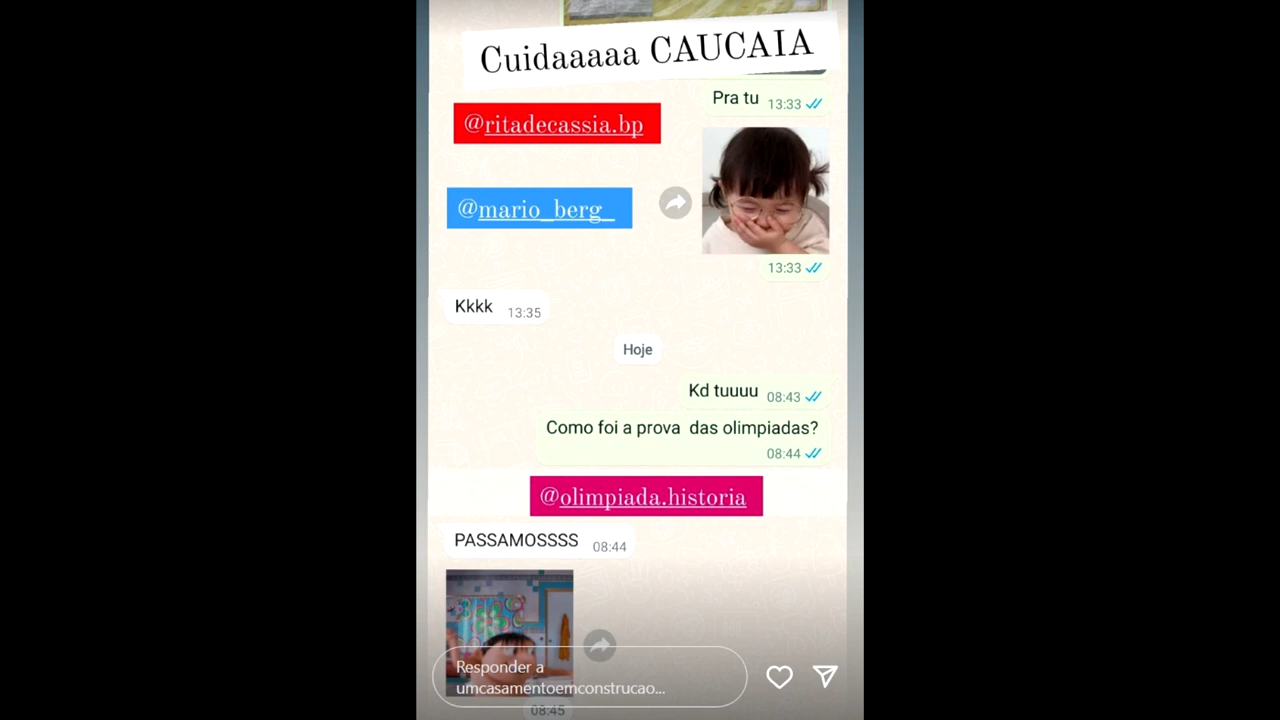 Cuidaaaaa CAUCAIA
Pra tu 13:33
@ritadecassia.bp
@mario_berg_
13:33
Kkkk 13:35
Hoje
Kd tuuuu 08:43
Como foi a prova das olimpiadas?
08:44
@olimpiada.historia
PASSAMOSSSS 08:44
Responder a
umcasamentoemconstrucao...
08:45